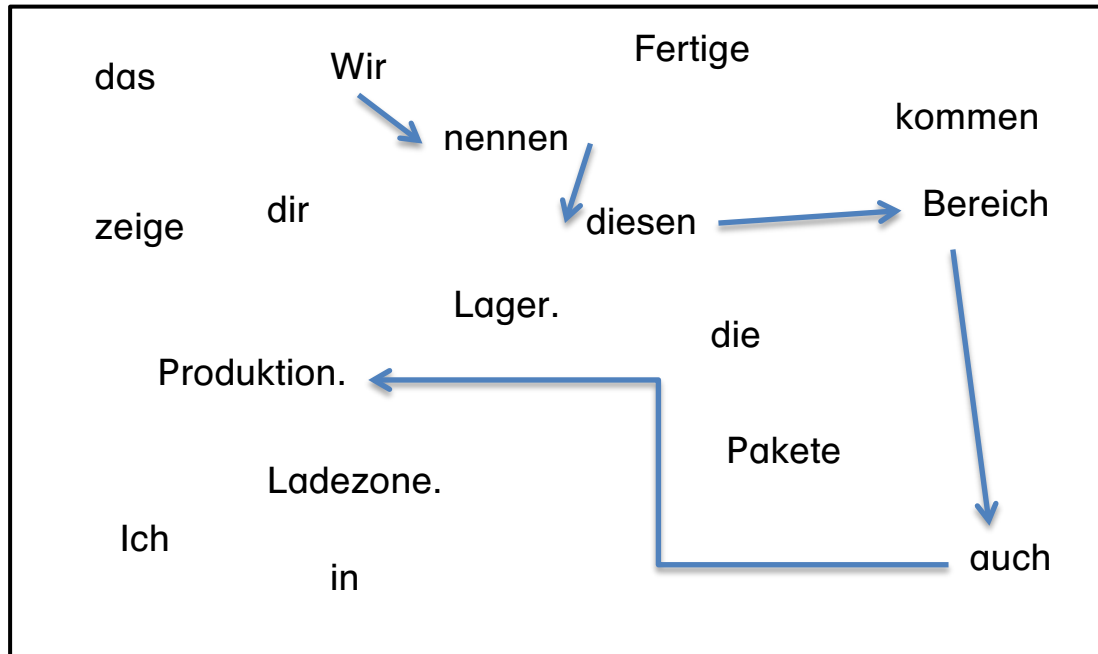 das
Wir
Fertige
kommen
nennen
zeige
dir
diesen
Bereich
Lager.
die
Produktion.
Pakete
Ladezone.
Ich
in
auch